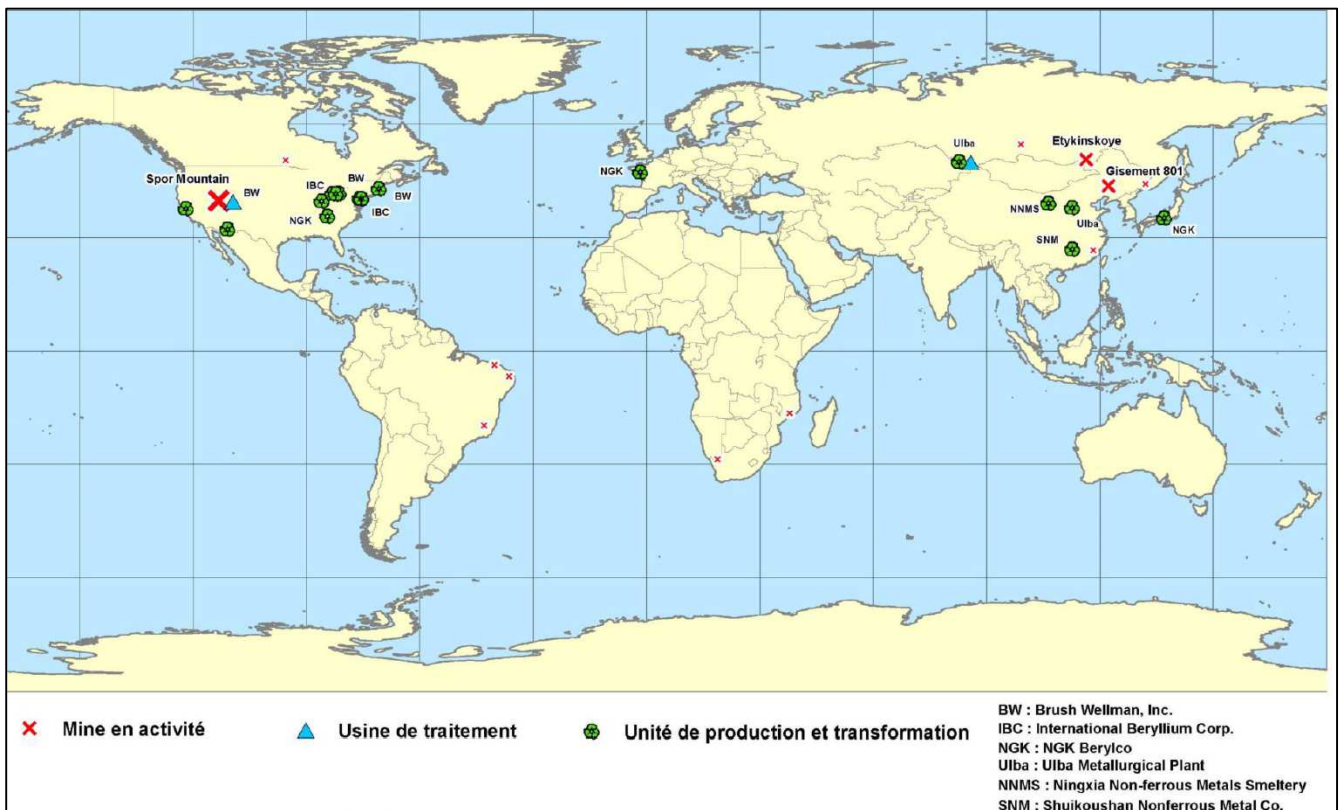 Spor Mountain
BW
IBC
BW
BW
IBC
NGK
NGK
Ulba
Etykinskoye
Gisement 801
NNMS
Ulba
SNM
NGK
Mine en activité
Usine de traitement
Unité de production et transformation
BW : Brush Wellman, Inc.
IBC : International Beryllium Corp.
NGK : NGK Berylco
Ulba : Ulba Metallurgical Plant
NNMS : Ningxia Non-ferrous Metals Smeltery
SNM : Shuikoushan Nonferrous Metal Co.